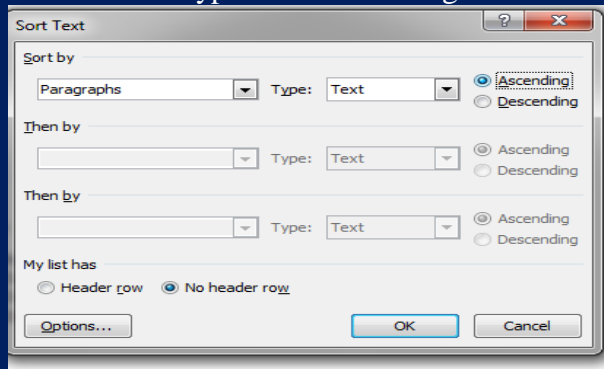 Sort Text
Sort by
Paragraphs Type: Text Ascending
Descending
Then by
Type: Text Ascending
Descending
Then by
Type: Text Ascending
Descending
My list has
Header row No header row
Options... OK Cancel